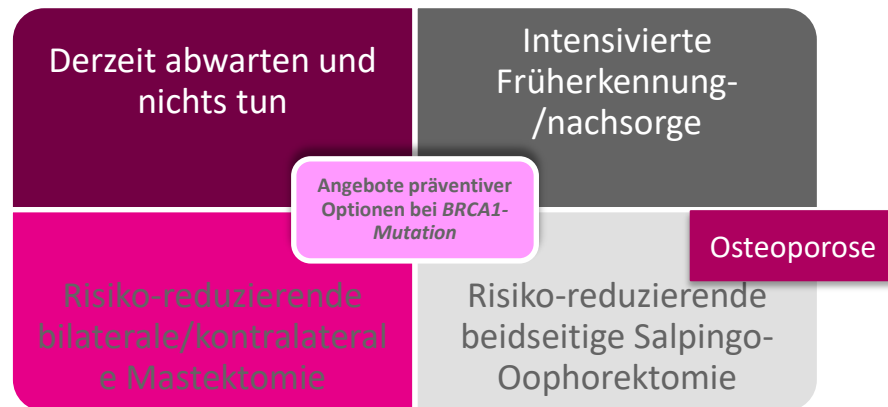 Derzeit abwarten und
nichts tun
Intensivierte
Früherkennung-
/nachsorge
Angebote präventiver
Optionen bei BRCA1-
Mutation
Osteoporose
Risiko-reduzierende
bilaterale/kontralateral
e Mastektomie
Risiko-reduzierende
beidseitige Salpingo-
Oophorektomie